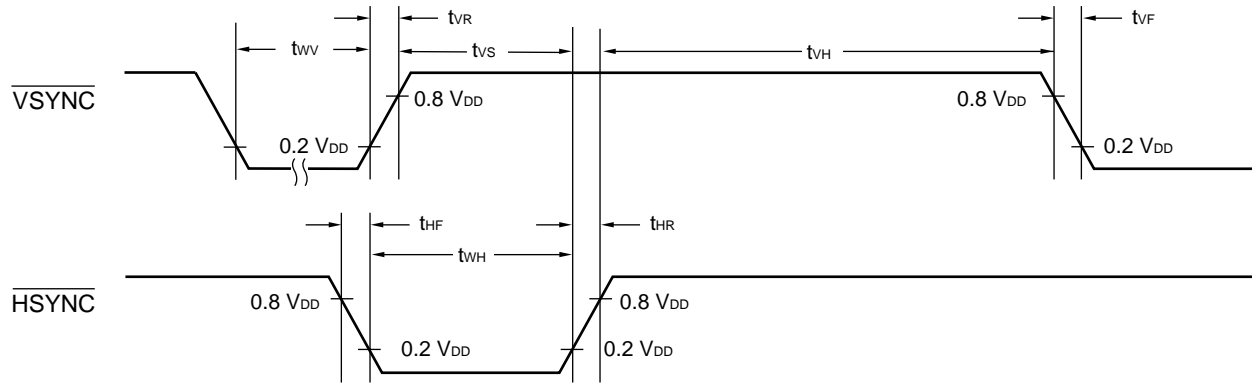 tVR
tVF
tWV
tVS
tVH
VSYNC
0.8 VDD
0.8 VDD
0.2 VDD
0.2 VDD
tHF
tHR
tWH
HSYNC
0.8 VDD
0.8 VDD
0.2 VDD
0.2 VDD